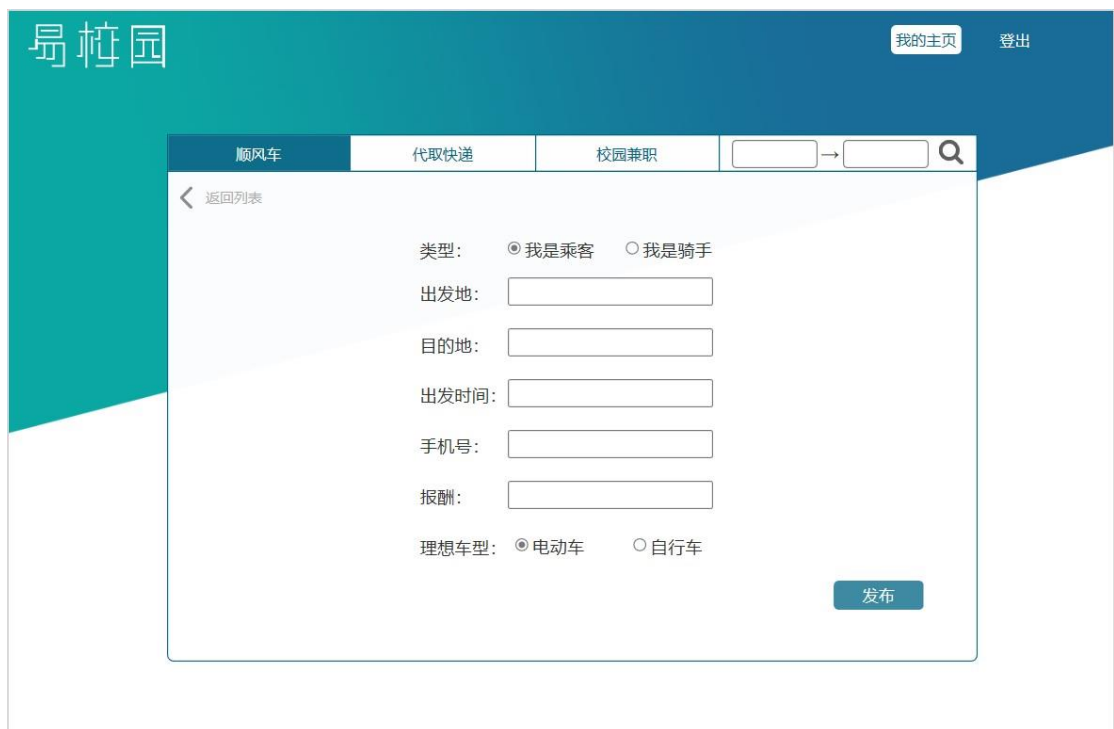 易校园
我的主页 登出
顺风车 代取快递 校园兼职 →
返回列表
类型： 我是乘客 我是骑手
出发地：
目的地：
出发时间：
手机号：
报酬：
理想车型： 电动车 自行车
发布